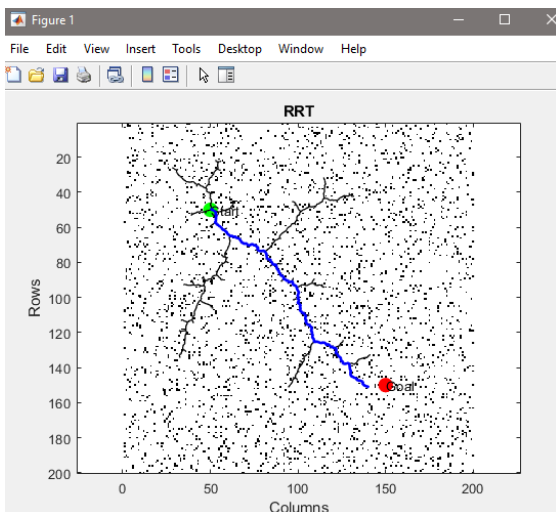 Figure 1
File Edit View Insert Tools Desktop Window Help
RRT
20
40
60
80
100
120
140
160
180
200
Rows
Start
Goal
0 50 100 150 200
Columns